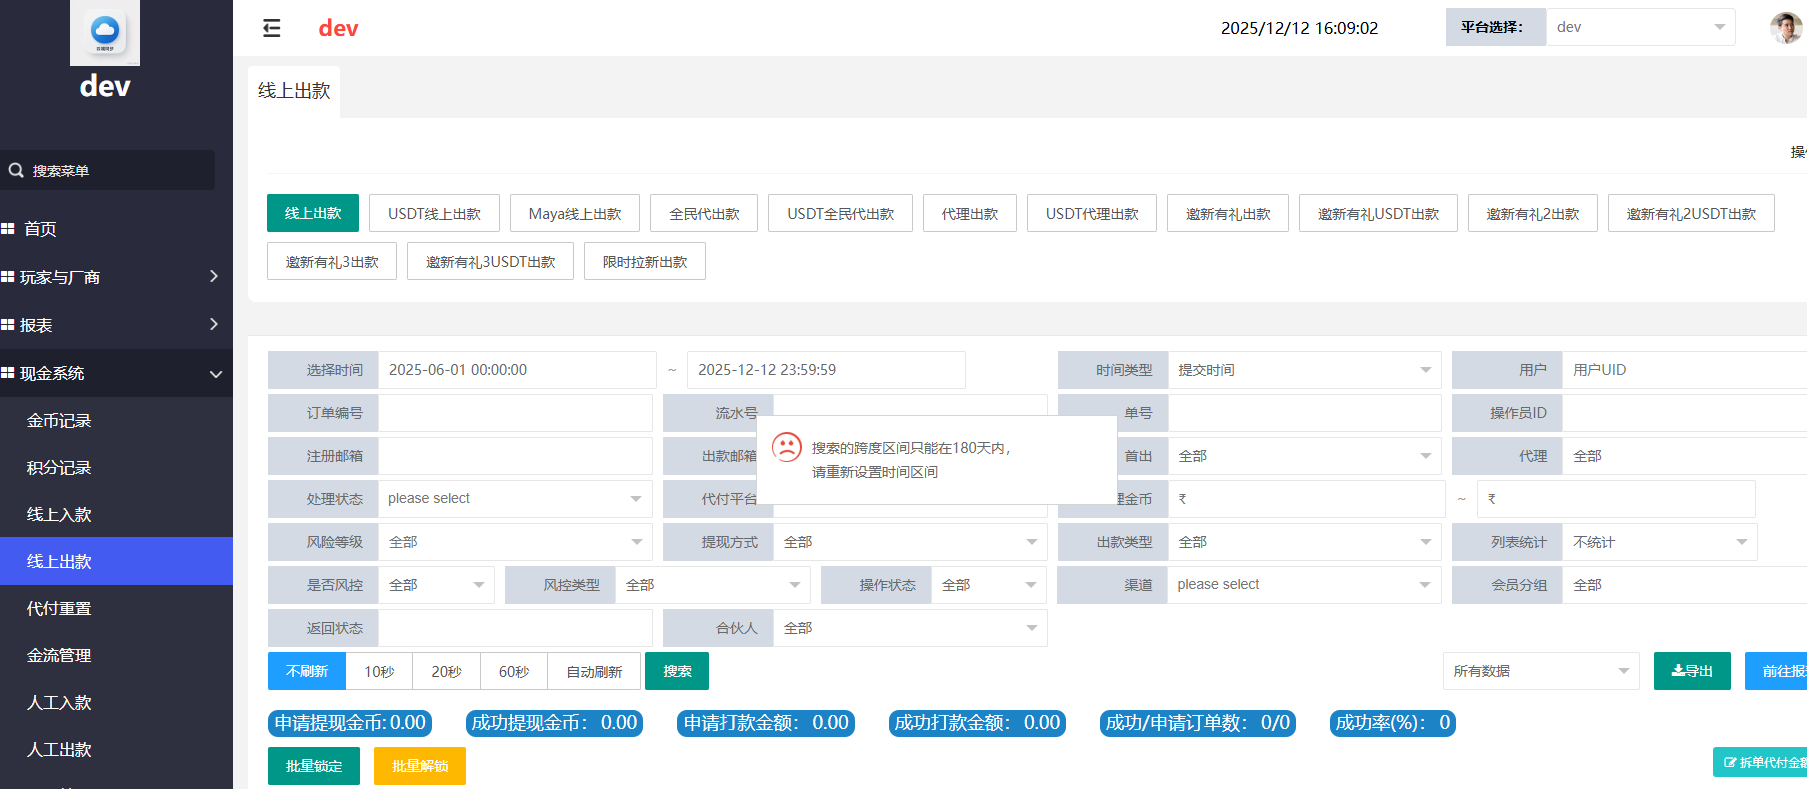 dev
2025/12/12 16:09:02
平台选择：
dev
dev
搜索菜单
首页
玩家与厂商
报表
现金系统
金币记录
积分记录
线上入款
线上出款
代付重置
金流管理
人工入款
人工出款
线上出款
线上出款
USDT线上出款
Maya线上出款
全民代出款
USDT全民代出款
代理出款
USDT代理出款
邀新有礼出款
邀新有礼USDT出款
邀新有礼2出款
邀新有礼2USDT出款
邀新有礼3出款
邀新有礼3USDT出款
限时拉新出款
选择时间 2025-06-01 00:00:00 ~ 2025-12-12 23:59:59 时间类型 提交时间 用户 用户UID
订单编号 流水号 单号 操作员ID
搜索的跨度区间只能在180天内，
请重新设置时间区间
注册邮箱 出款邮箱 首出 全部 代理 全部
处理状态 please select 代付平台 理金币 ₹ ~ ₹
风险等级 全部 提现方式 全部 出款类型 全部 列表统计 不统计
是否风控 全部 风控类型 全部 操作状态 全部 渠道 please select 会员分组 全部
返回状态 合伙人 全部
不刷新 10秒 20秒 60秒 自动刷新 搜索 所有数据 导出 前往报
申请提现金币: 0.00 成功提现金币： 0.00 申请打款金额： 0.00 成功打款金额： 0.00 成功/申请订单数： 0/0 成功率(%)： 0
批量锁定 批量解锁 拆单代付金